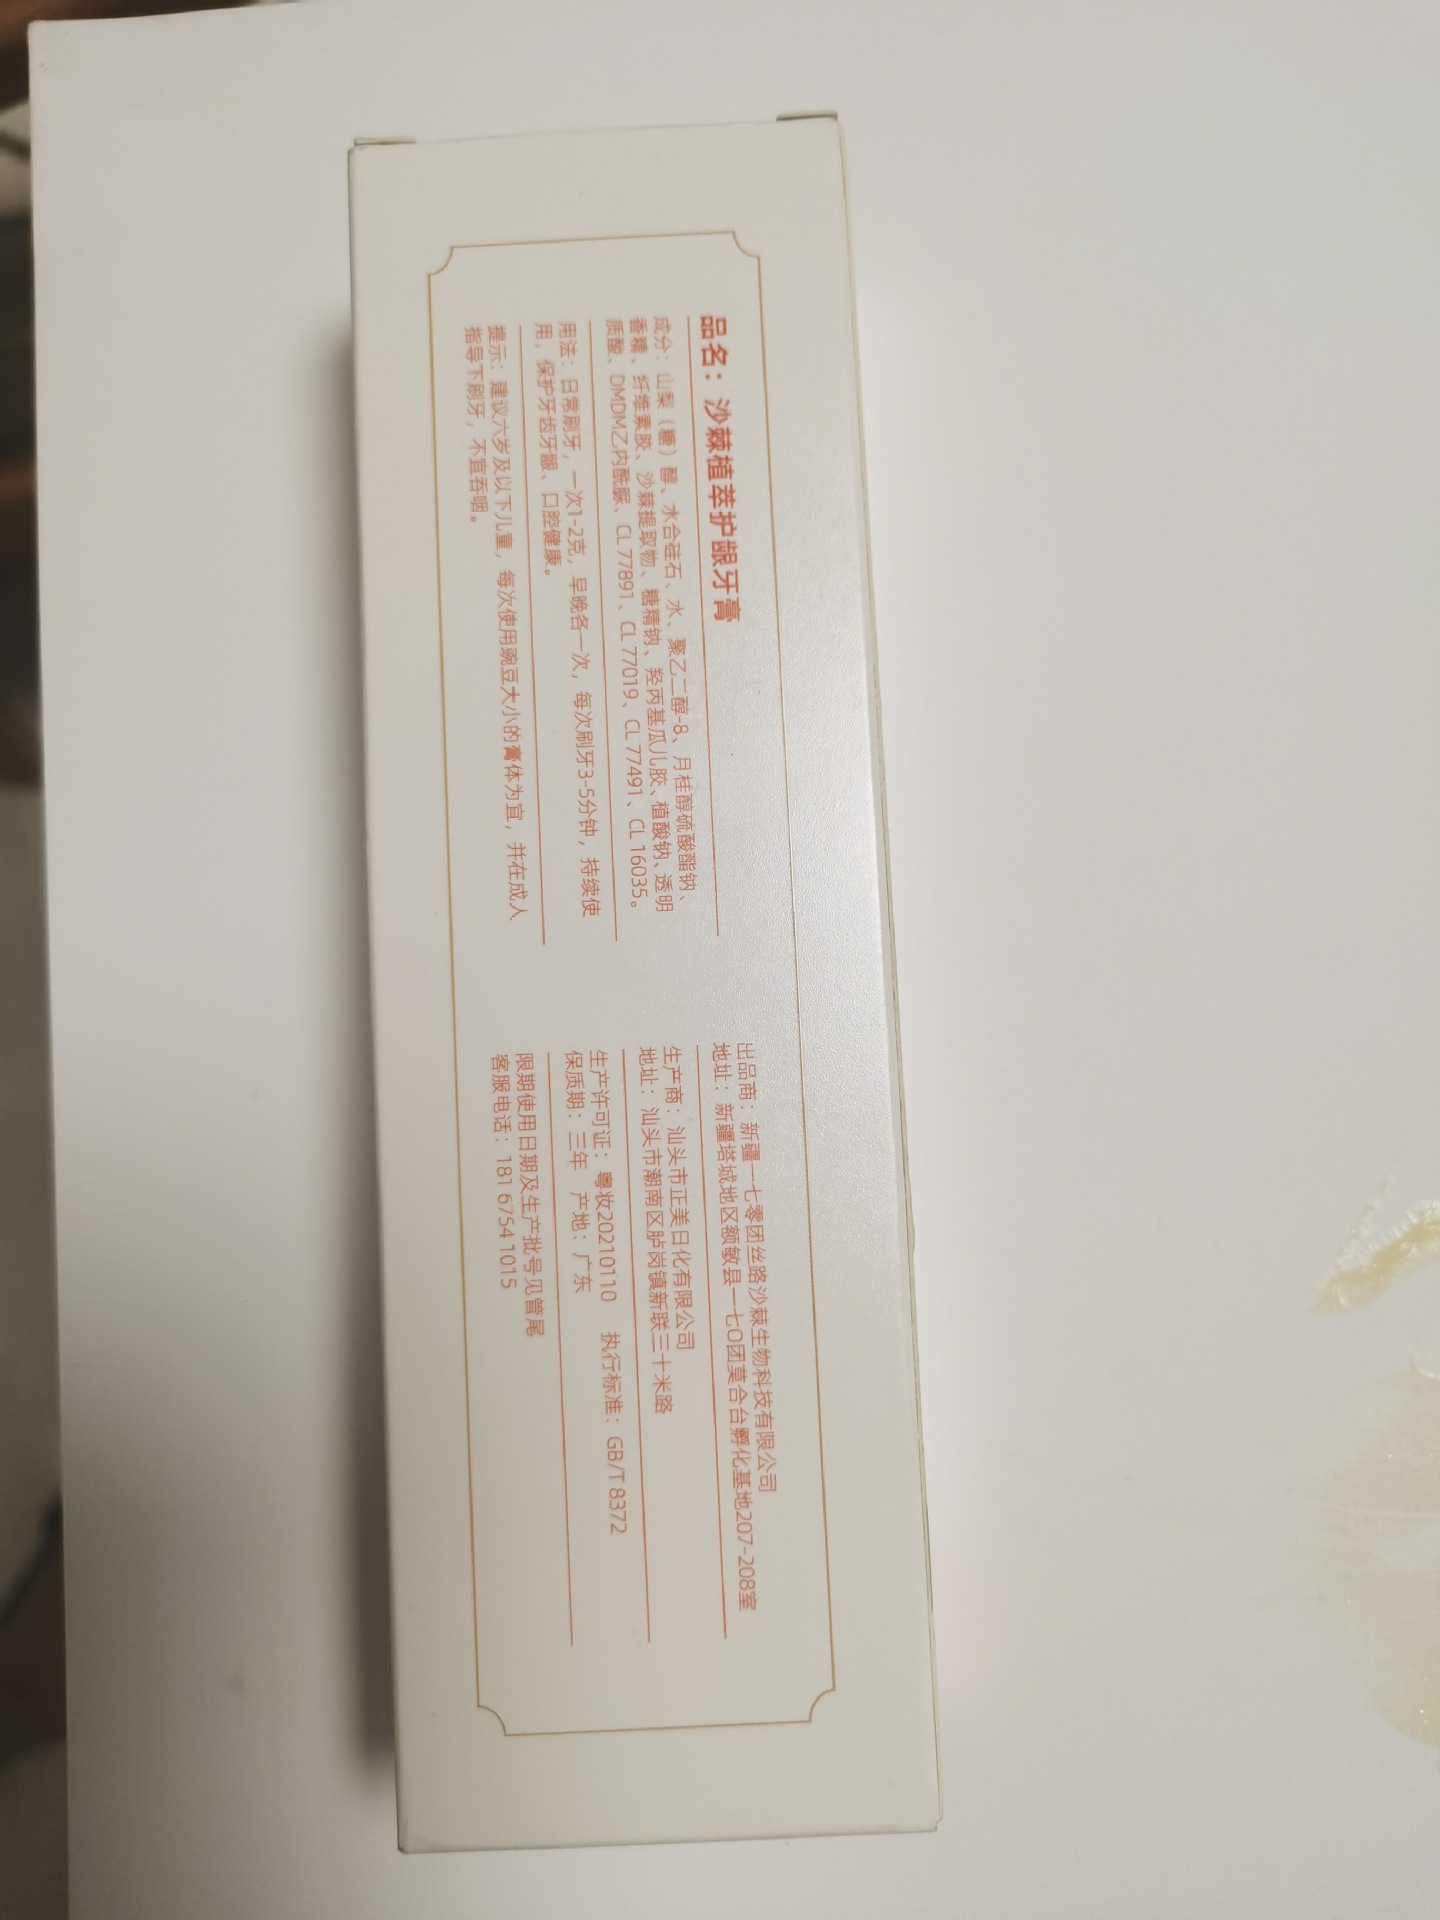 品名：沙棘植萃护龈牙膏
成分：山梨（糖）醇、水合硅石、水、聚乙二醇-8、月桂醇硫酸酯钠、
香精、纤维素胶、沙棘提取物、糖精钠、羟丙基瓜儿胶、植酸钠、透明
质酸、DMDM乙内酰脲、CL 77891、CL 77019、CL 77491、CL 16035。
用法：日常刷牙，一次1-2克，早晚各一次，每次刷牙3-5分钟，持续使
用，保护牙齿牙龈、口腔健康。
提示：建议六岁及以下儿童，每次使用豌豆大小的膏体为宜，并在成人
指导下刷牙，不宜吞咽。
出品商：新疆一七零团丝路沙棘生物科技有限公司
地址：新疆塔城地区额敏县一七〇团莫合台孵化基地207-208室
生产商：汕头市正美日化有限公司
地址：汕头市潮南区胪岗镇新联三十米路
生产许可证：粤妆20210110 执行标准：GB/T 8372
保质期：三年 产地：广东
限期使用日期及生产批号见管尾
客服电话：181 6754 1015